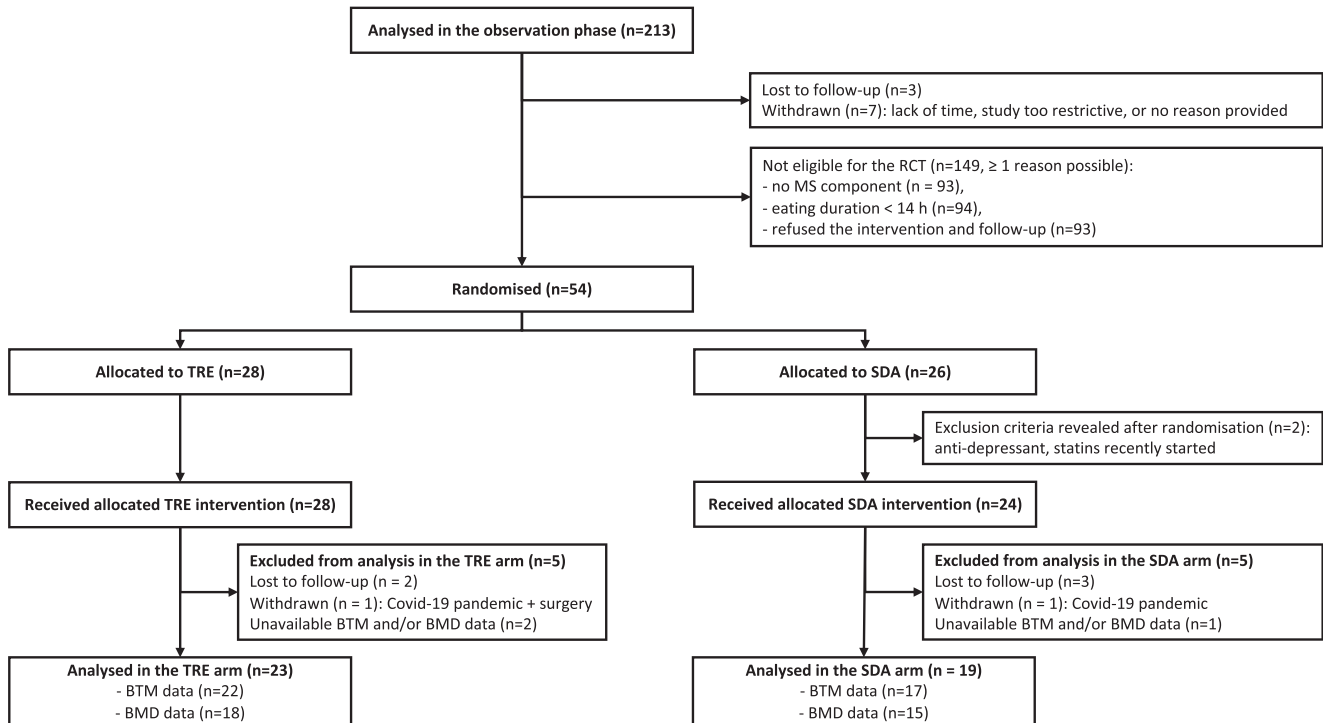 Analysed in the observation phase (n=213)
Lost to follow-up (n=3)
Withdrawn (n=7): lack of time, study too restrictive, or no reason provided
Not eligible for the RCT (n=149, ≥ 1 reason possible):
- no MS component (n = 93),
- eating duration < 14 h (n=94),
- refused the intervention and follow-up (n=93)
Randomised (n=54)
Allocated to TRE (n=28)
Allocated to SDA (n=26)
Exclusion criteria revealed after randomisation (n=2):
anti-depressant, statins recently started
Received allocated TRE intervention (n=28)
Received allocated SDA intervention (n=24)
Excluded from analysis in the TRE arm (n=5)
Lost to follow-up (n = 2)
Withdrawn (n = 1): Covid-19 pandemic + surgery
Unavailable BTM and/or BMD data (n=2)
Excluded from analysis in the SDA arm (n=5)
Lost to follow-up (n=3)
Withdrawn (n = 1): Covid-19 pandemic
Unavailable BTM and/or BMD data (n=1)
Analysed in the TRE arm (n=23)
- BTM data (n=22)
- BMD data (n=18)
Analysed in the SDA arm (n = 19)
- BTM data (n=17)
- BMD data (n=15)